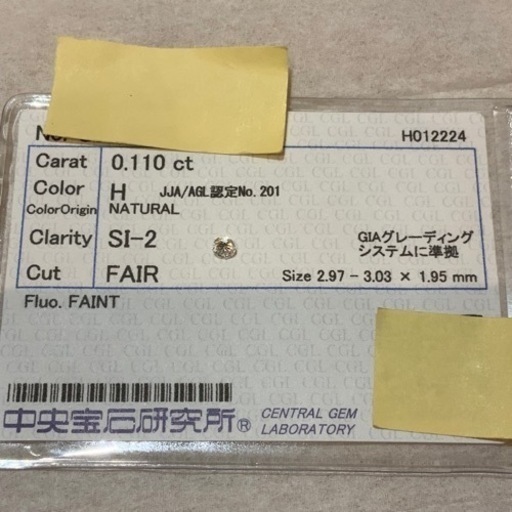 No.
H012224
Carat 0.110 ct
Color H JJA/AGL認定No.201
ColorOrigin NATURAL
Clarity SI-2 GIAグレーディング
システムに準拠
Cut FAIR Size 2.97 - 3.03 × 1.95 mm
Fluo. FAINT
中央宝石研究所® CENTRAL GEM
LABORATORY